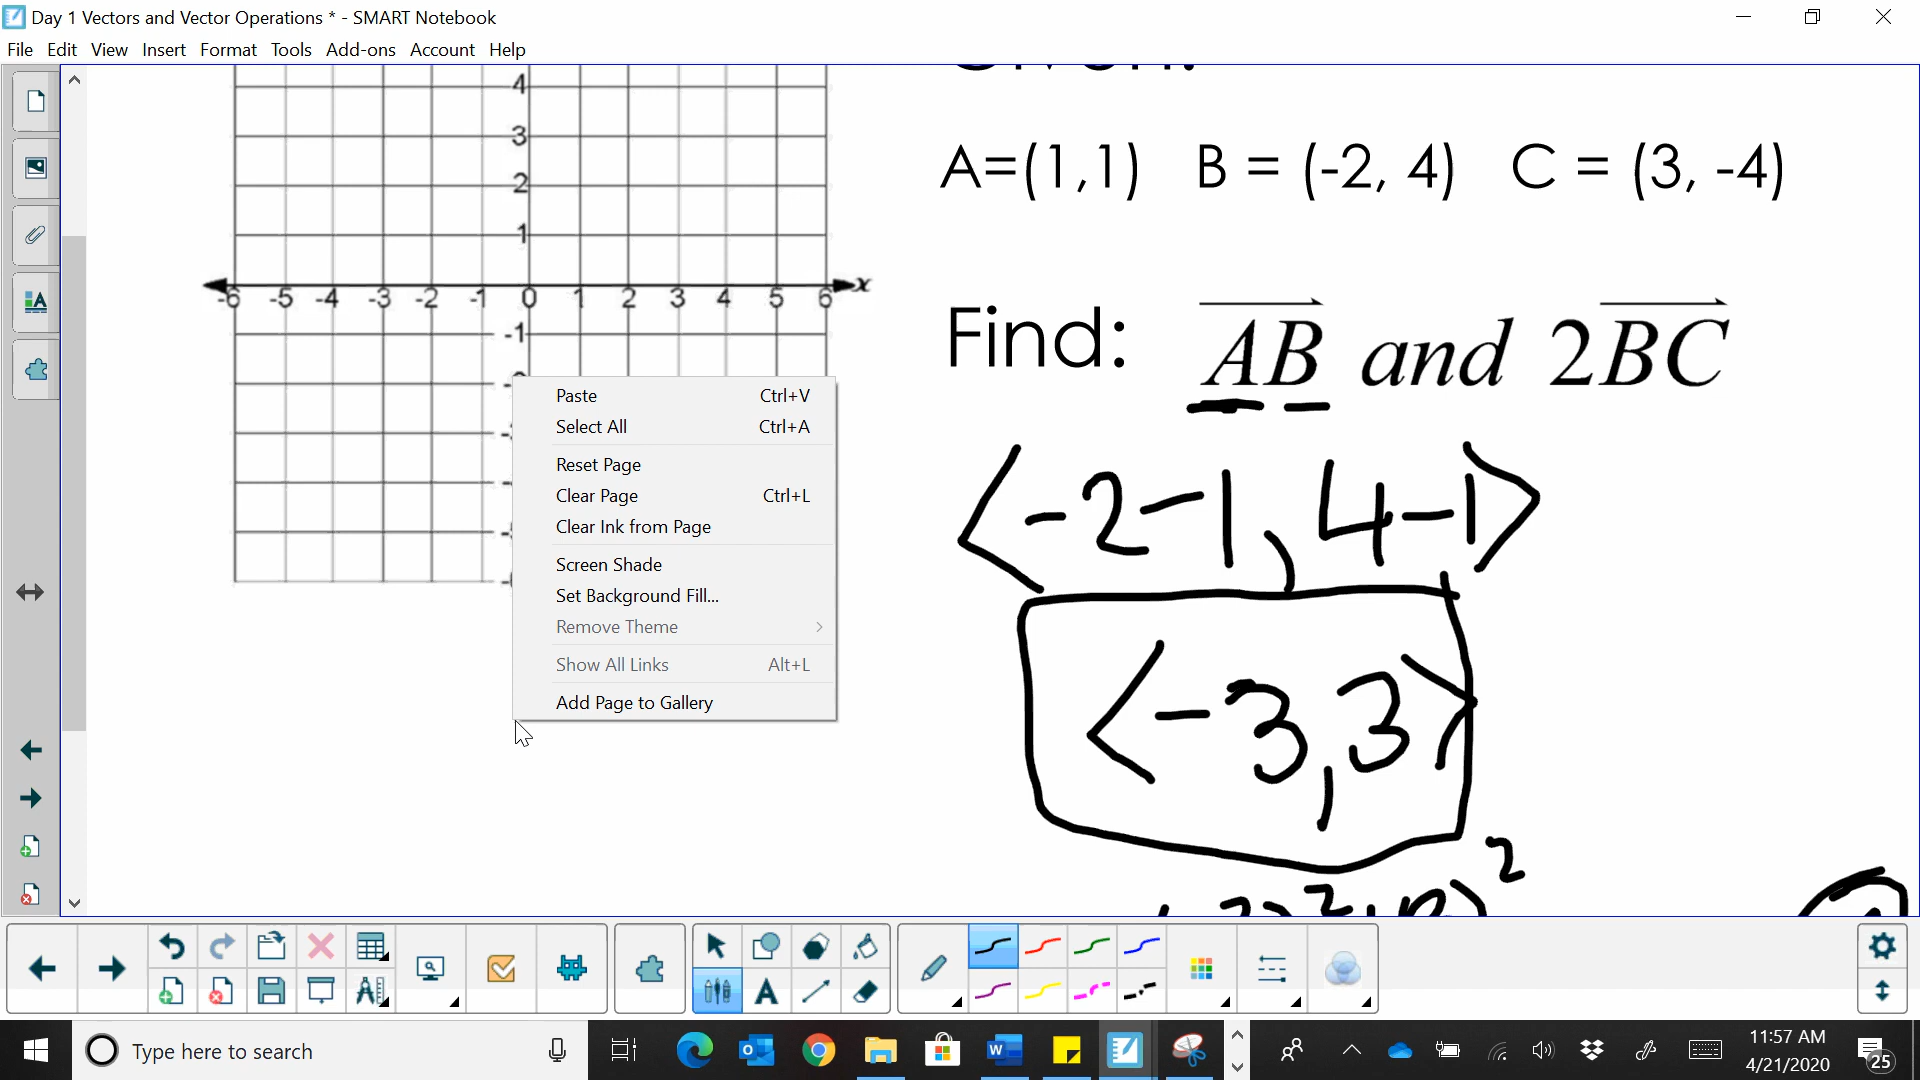 Day 1 Vectors and Vector Operations * - SMART Notebook
File Edit View Insert Format Tools Add-ons Account Help
4
3
2
1
x
-6 -5 -4 -3 -2 -1 0 1 2 3 4 5 6
-1
A=(1,1) B = (-2, 4) C = (3, -4)
Find: AB and 2BC
<-2-1, 4-1>
<-3, 3>
Paste Ctrl+V
Select All Ctrl+A
Reset Page
Clear Page Ctrl+L
Clear Ink from Page
Screen Shade
Set Background Fill...
Remove Theme
Show All Links Alt+L
Add Page to Gallery
2
Type here to search
11:57 AM
4/21/2020
25